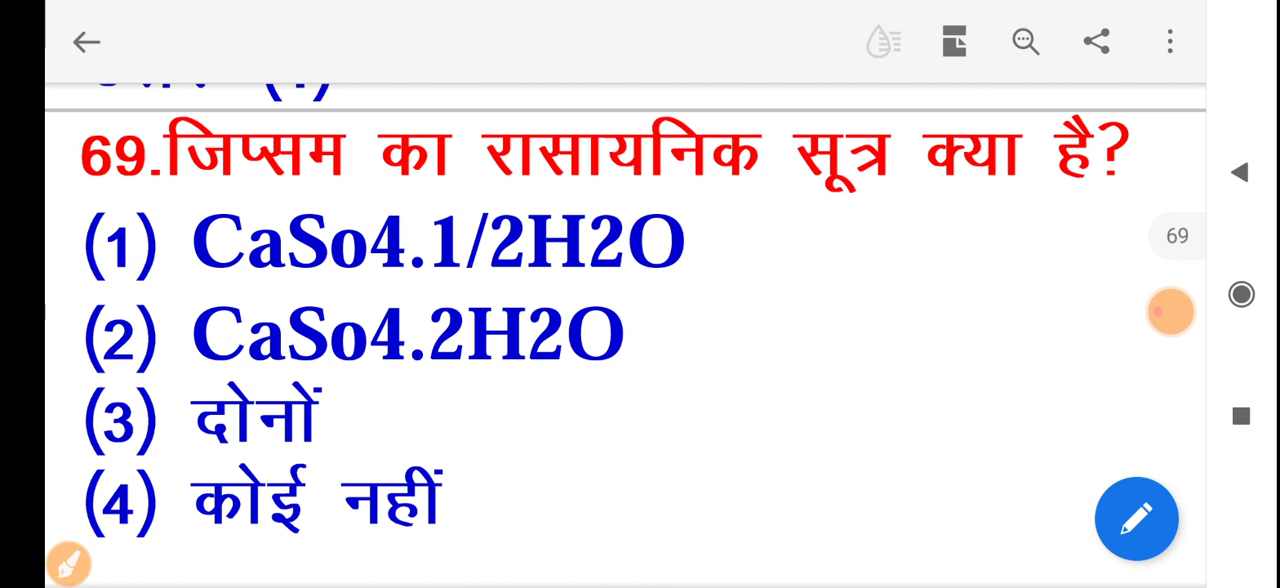 69.जिप्सम का रासायनिक सूत्र क्या है?
(1) CaSo4.1/2H2O
69
(2) CaSo4.2H2O
(3) दोनों
(4) कोई नहीं